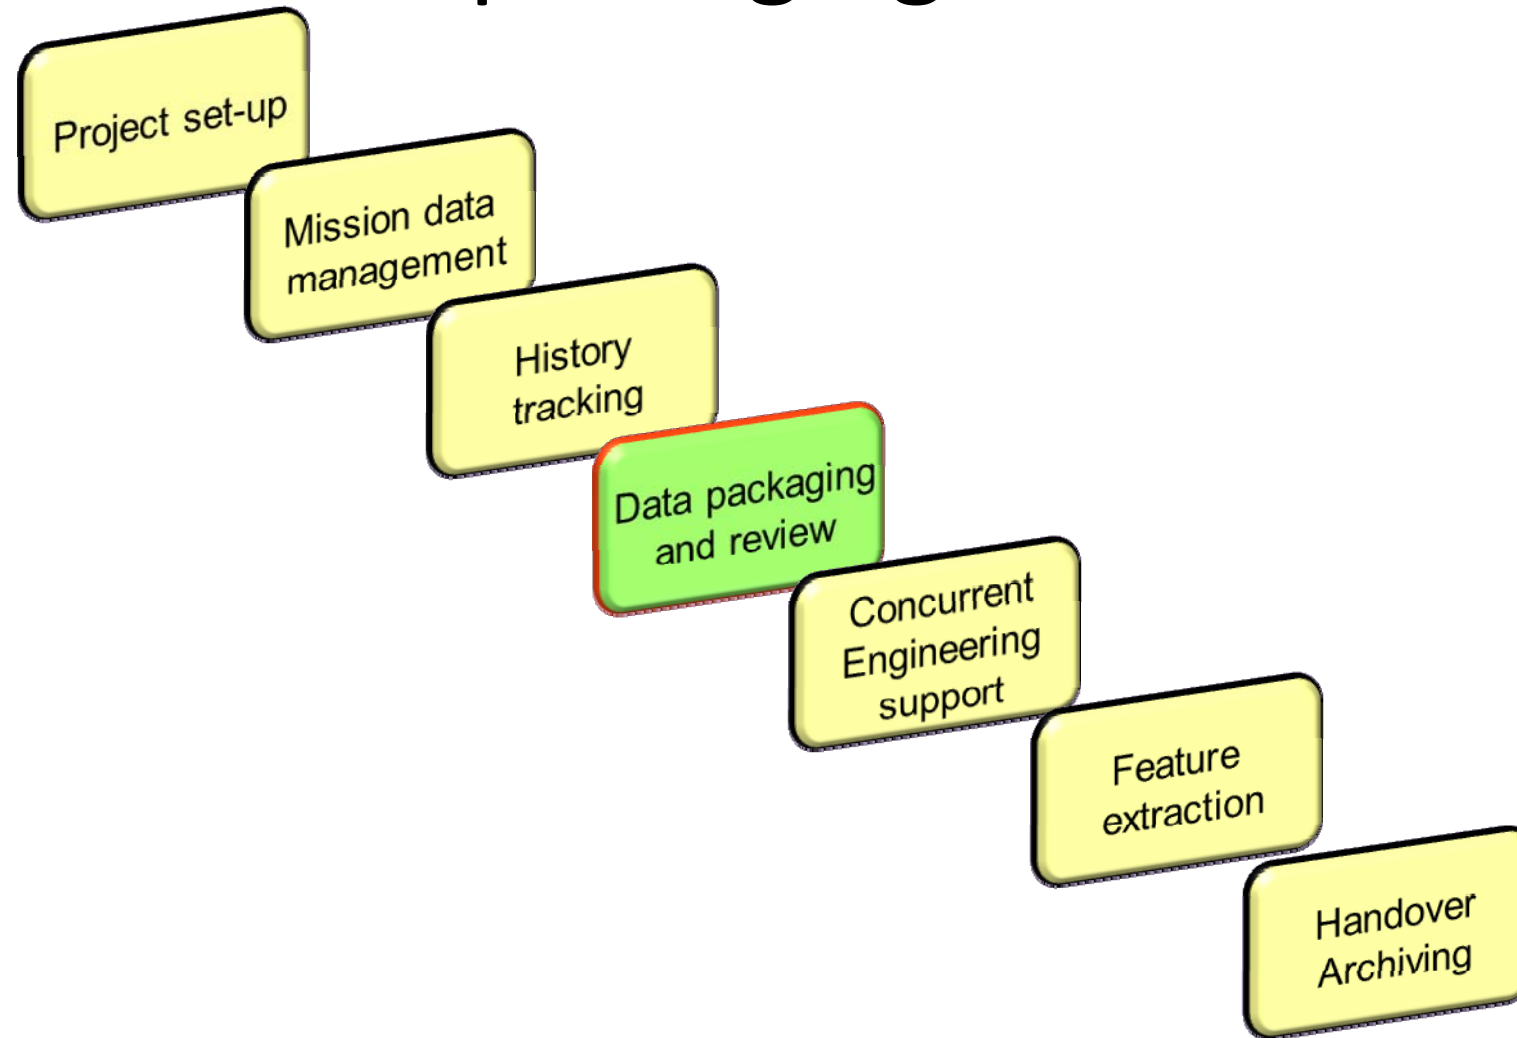 Project set-up
Mission data
management
History
tracking
Data packaging
and review
Concurrent
Engineering
support
Feature
extraction
Handover
Archiving